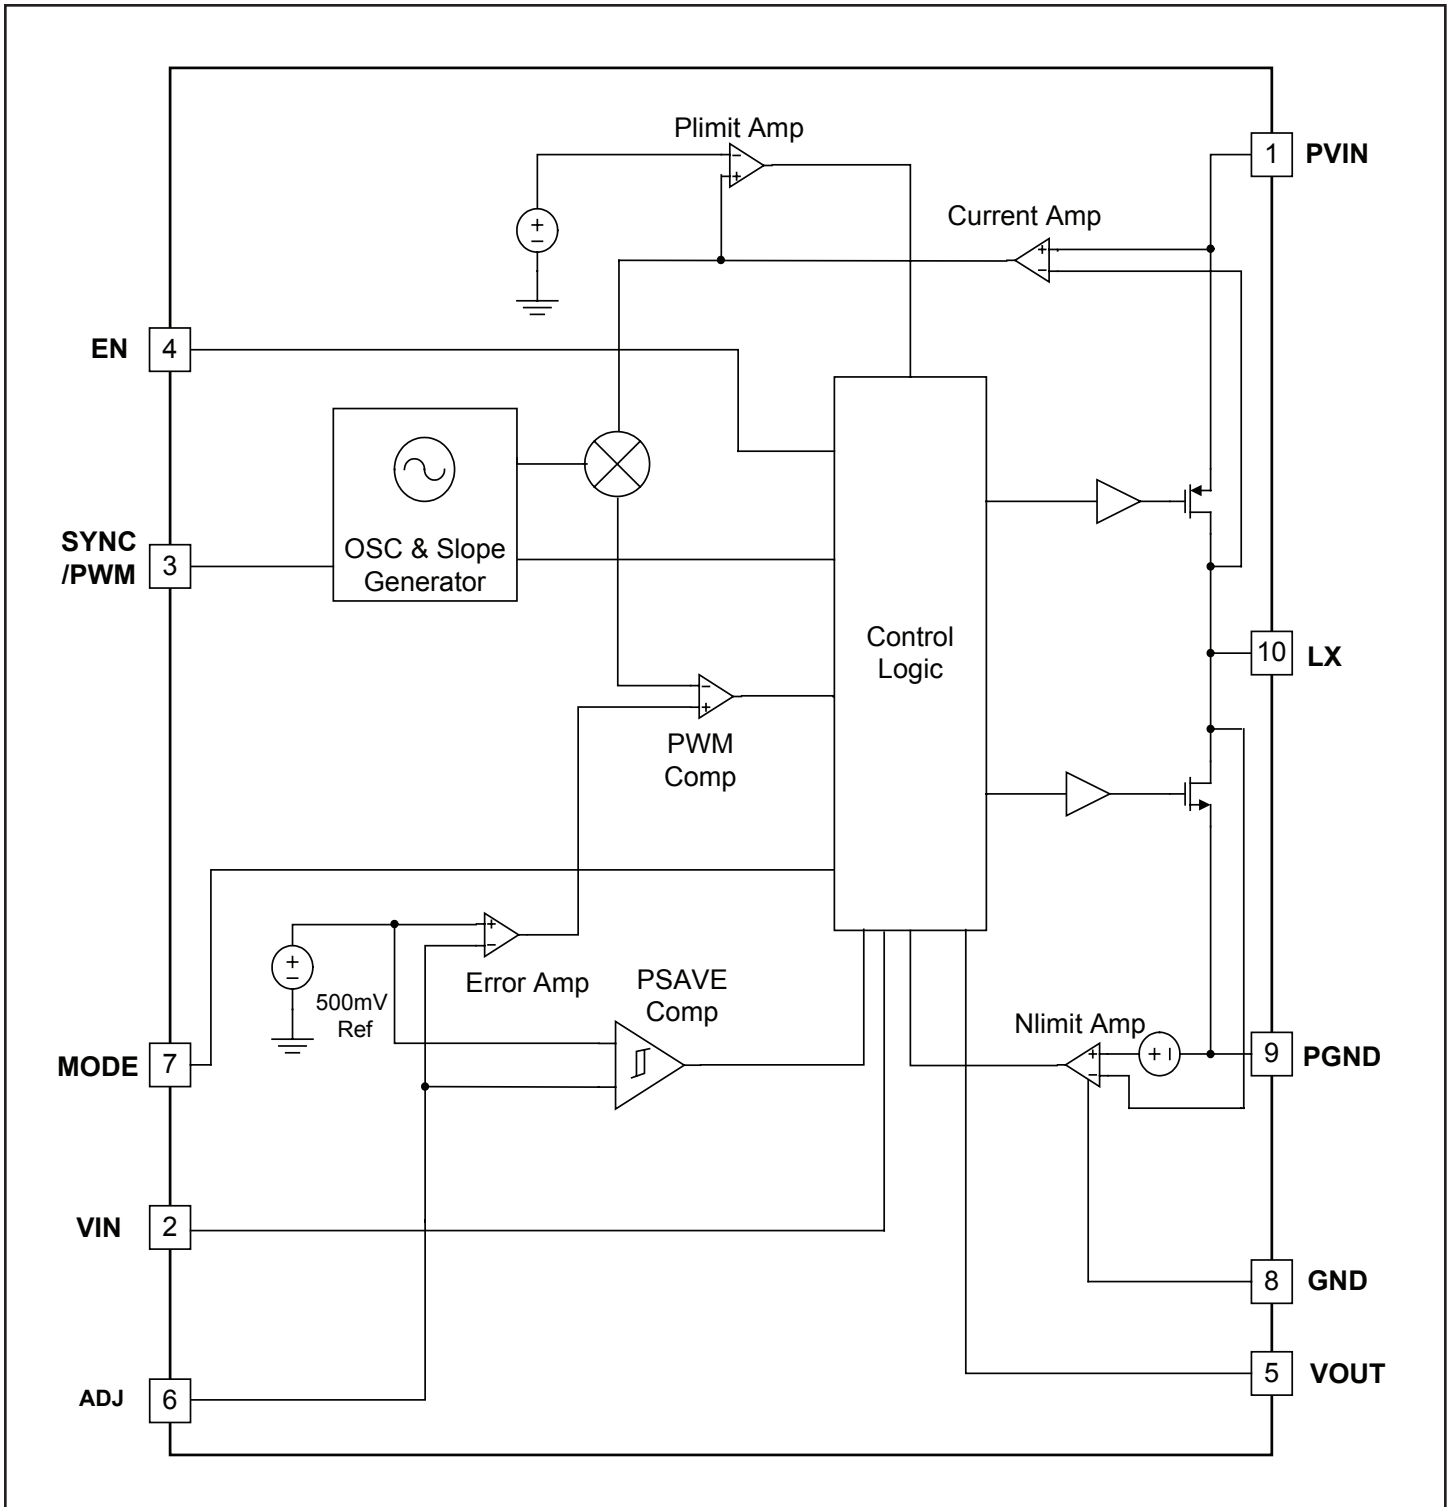 Plimit Amp
1
PVIN
Current Amp
EN
4
OSC & Slope
Generator
SYNC
/PWM
3
Control
Logic
10
LX
PWM
Comp
500mV
Ref
Error Amp
PSAVE
Comp
Nlimit Amp
9
PGND
MODE
7
VIN
2
8
GND
5
VOUT
ADJ
6